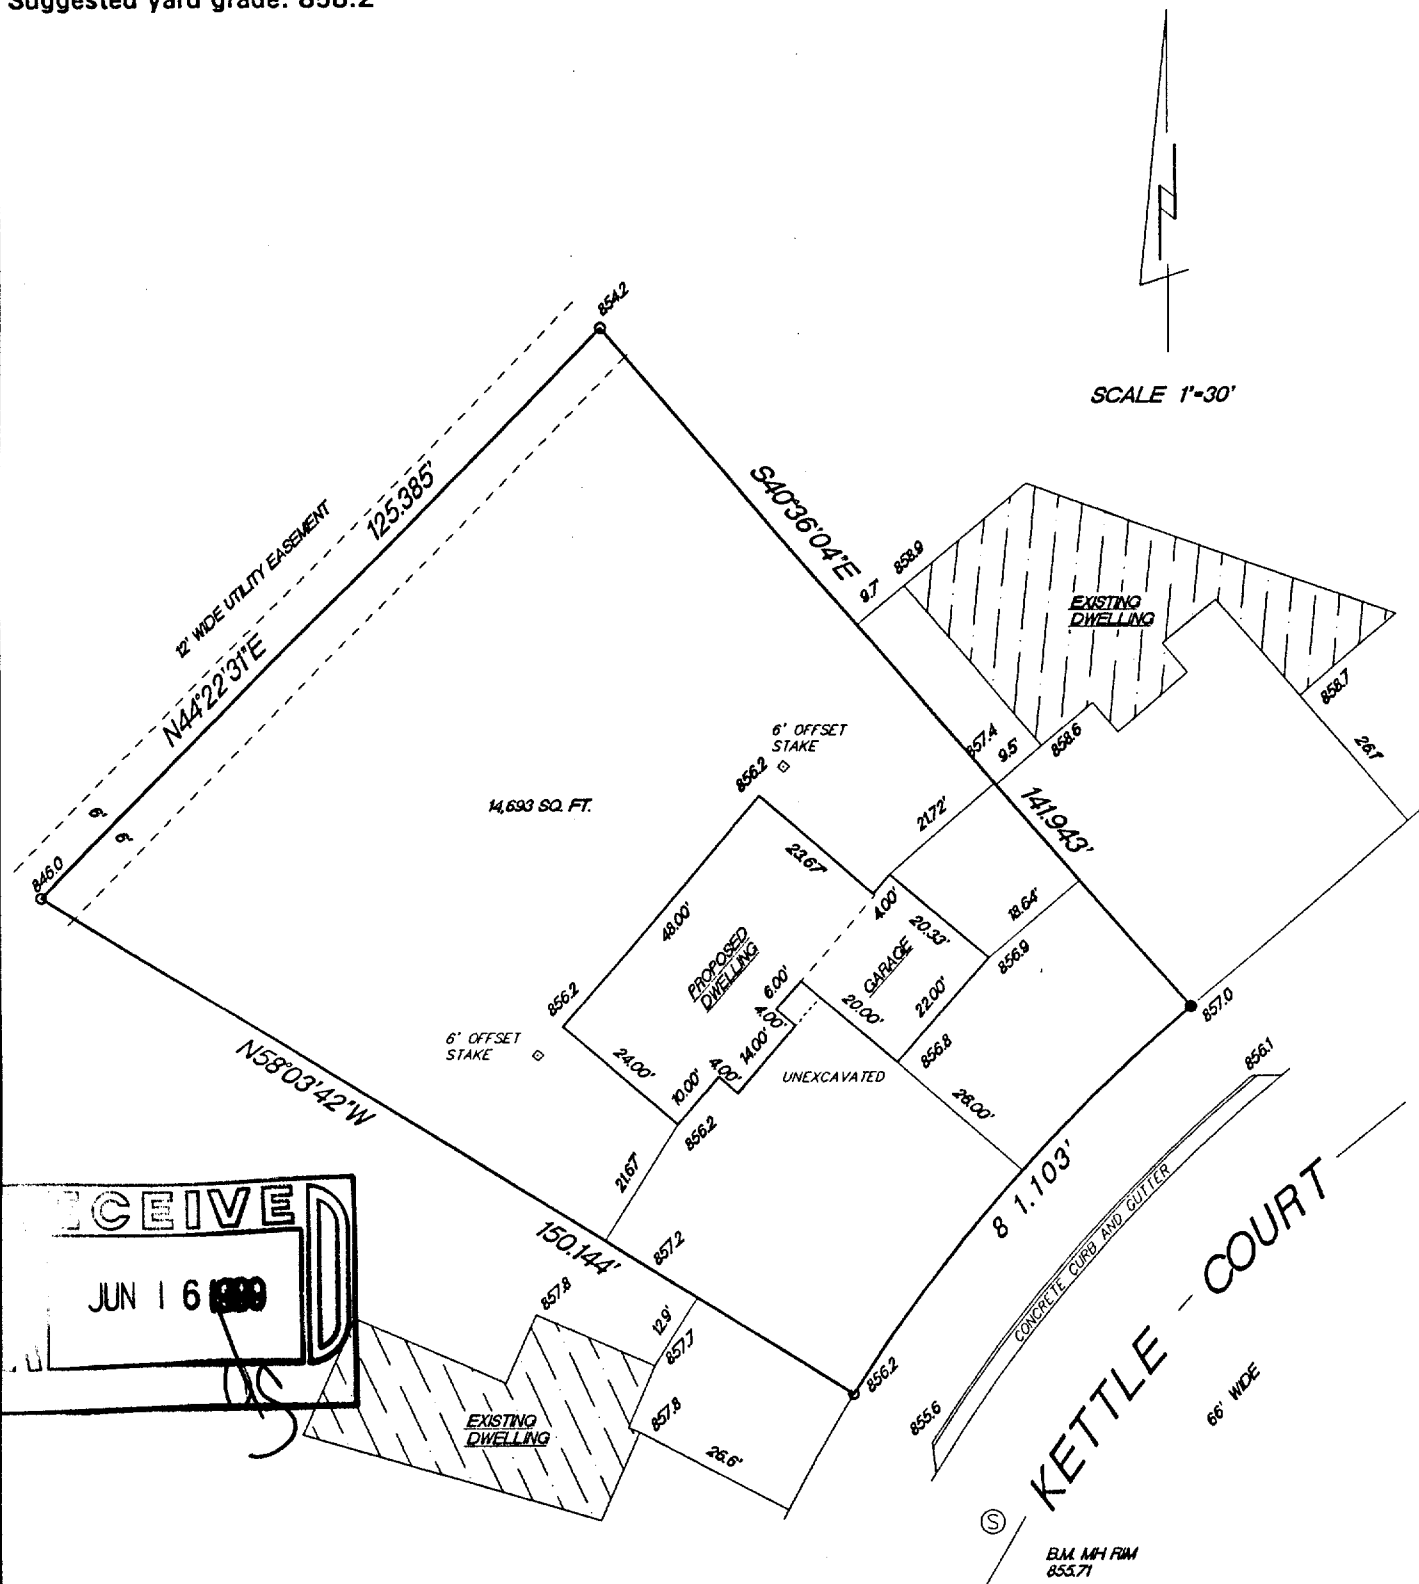 Suggested yard grade: 858.2
SCALE 1"=30'
854.2
12' WIDE UTILITY EASEMENT
125.385'
N44°22'31"E
6'
6'
846.0
S40°36'04"E
9.7'
858.9
EXISTING
DWELLING
858.7
26.1'
857.4
9.5'
858.6
6' OFFSET
STAKE
856.2
14,693 SQ. FT.
21.72'
141.943'
23.67'
48.00'
4.00'
20.33'
18.64'
PROPOSED
DWELLING
GARAGE
856.9
6.00'
4.00'
20.00'
22.00'
857.0
856.2
6' OFFSET
STAKE
24.00'
14.00'
4.00'
10.00'
856.8
UNEXCAVATED
26.00'
856.1
N58°03'42"W
856.2
21.67'
81.103'
CONCRETE CURB AND GUTTER
150.144'
857.2
RECEIVED
JUN 16 1999
857.8
12.9'
857.7
857.8
856.2
855.6
EXISTING
DWELLING
26.6'
KETTLE COURT
66' WIDE
S
B.M. MH RIM
855.71